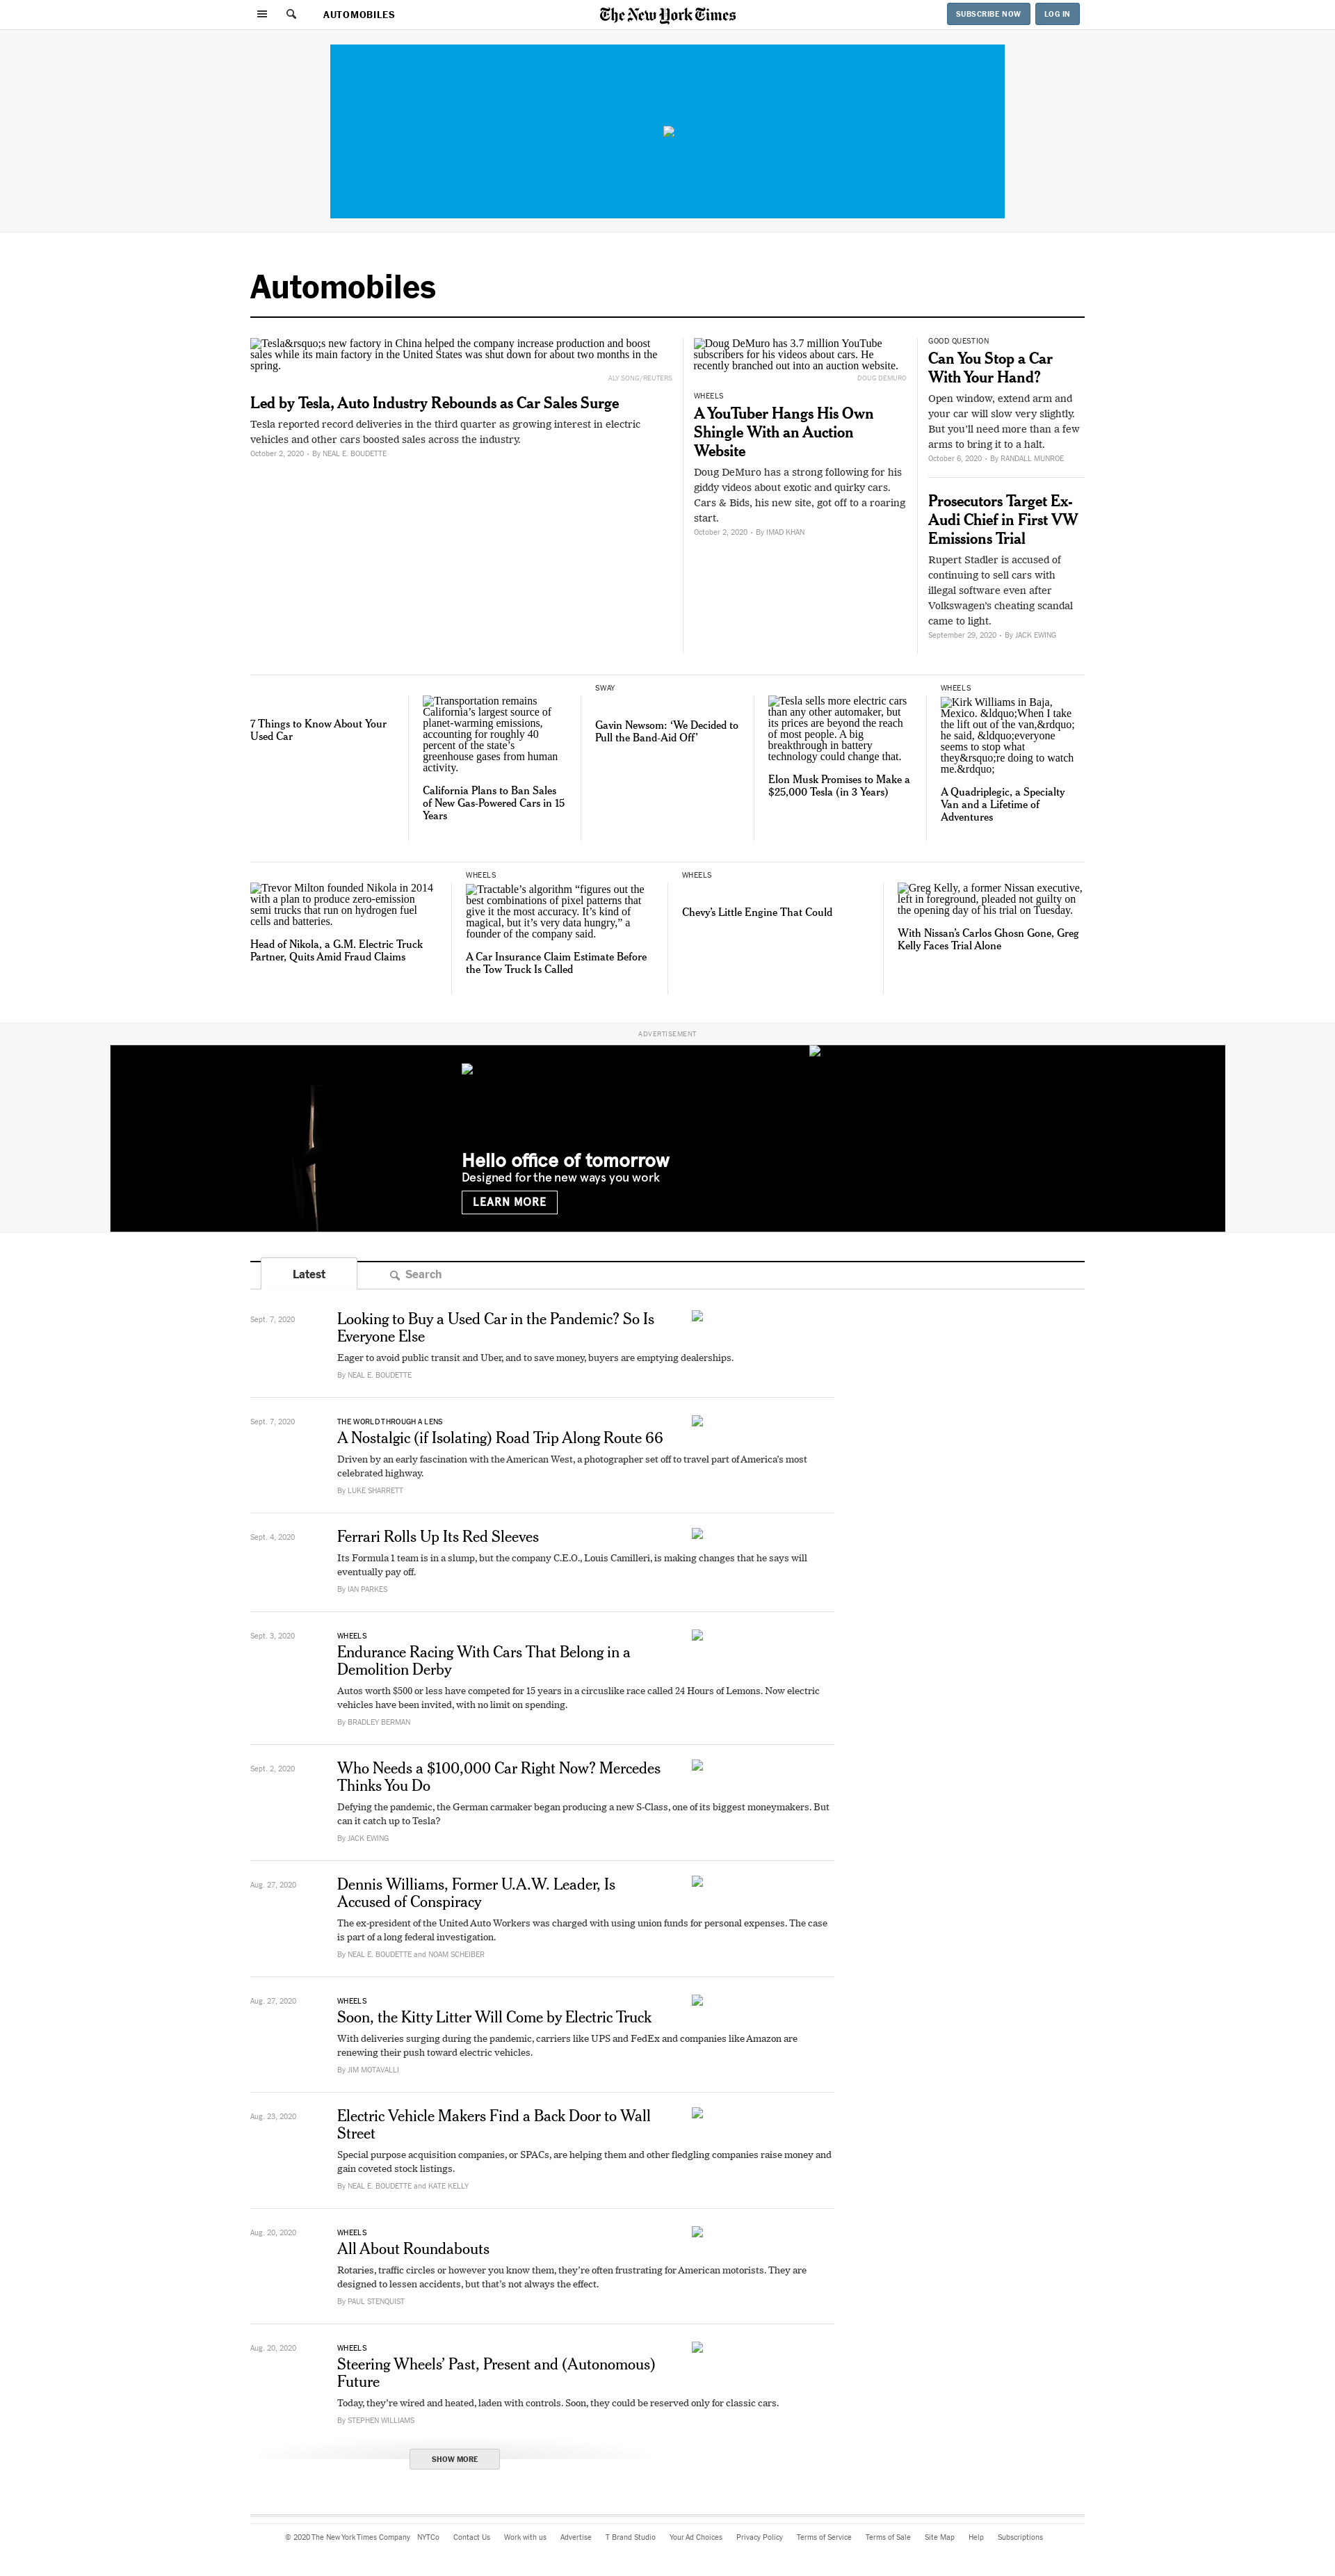 AUTOMOBILES
The New York Times
SUBSCRIBE NOW
LOG IN
Automobiles
Tesla&rsquo;s new factory in China helped the company increase production and boost
sales while its main factory in the United States was shut down for about two months in the
spring.
ALY SONG/REUTERS
Led by Tesla, Auto Industry Rebounds as Car Sales Surge
Tesla reported record deliveries in the third quarter as growing interest in electric
vehicles and other cars boosted sales across the industry.
October 2, 2020 • By NEAL E. BOUDETTE
Doug DeMuro has 3.7 million YouTube
subscribers for his videos about cars. He
recently branched out into an auction website.
DOUG DEMURO
WHEELS
A YouTuber Hangs His Own
Shingle With an Auction
Website
Doug DeMuro has a strong following for his
giddy videos about exotic and quirky cars.
Cars & Bids, his new site, got off to a roaring
start.
October 2, 2020 • By IMAD KHAN
GOOD QUESTION
Can You Stop a Car
With Your Hand?
Open window, extend arm and
your car will slow very slightly.
But you’ll need more than a few
arms to bring it to a halt.
October 6, 2020 • By RANDALL MUNROE
Prosecutors Target Ex-
Audi Chief in First VW
Emissions Trial
Rupert Stadler is accused of
continuing to sell cars with
illegal software even after
Volkswagen’s cheating scandal
came to light.
September 29, 2020 • By JACK EWING
7 Things to Know About Your
Used Car
Transportation remains
California’s largest source of
planet-warming emissions,
accounting for roughly 40
percent of the state’s
greenhouse gases from human
activity.
California Plans to Ban Sales
of New Gas-Powered Cars in 15
Years
SWAY
Gavin Newsom: ‘We Decided to
Pull the Band-Aid Off’
Tesla sells more electric cars
than any other automaker, but
its prices are beyond the reach
of most people. A big
breakthrough in battery
technology could change that.
Elon Musk Promises to Make a
$25,000 Tesla (in 3 Years)
WHEELS
Kirk Williams in Baja,
Mexico. &ldquo;When I take
the lift out of the van,&rdquo;
he said, &ldquo;everyone
seems to stop what
they&rsquo;re doing to watch
me.&rdquo;
A Quadriplegic, a Specialty
Van and a Lifetime of
Adventures
Trevor Milton founded Nikola in 2014
with a plan to produce zero-emission
semi trucks that run on hydrogen fuel
cells and batteries.
Head of Nikola, a G.M. Electric Truck
Partner, Quits Amid Fraud Claims
WHEELS
Tractable’s algorithm “figures out the
best combinations of pixel patterns that
give it the most accuracy. It’s kind of
magical, but it’s very data hungry,” a
founder of the company said.
A Car Insurance Claim Estimate Before
the Tow Truck Is Called
WHEELS
Chevy’s Little Engine That Could
Greg Kelly, a former Nissan executive,
left in foreground, pleaded not guilty on
the opening day of his trial on Tuesday.
With Nissan’s Carlos Ghosn Gone, Greg
Kelly Faces Trial Alone
ADVERTISEMENT
Hello office of tomorrow
Designed for the new ways you work
LEARN MORE
Latest
Search
Sept. 7, 2020
Looking to Buy a Used Car in the Pandemic? So Is
Everyone Else
Eager to avoid public transit and Uber, and to save money, buyers are emptying dealerships.
By NEAL E. BOUDETTE
Sept. 7, 2020
THE WORLD THROUGH A LENS
A Nostalgic (if Isolating) Road Trip Along Route 66
Driven by an early fascination with the American West, a photographer set off to travel part of America’s most
celebrated highway.
By LUKE SHARRETT
Sept. 4, 2020
Ferrari Rolls Up Its Red Sleeves
Its Formula 1 team is in a slump, but the company C.E.O., Louis Camilleri, is making changes that he says will
eventually pay off.
By IAN PARKES
Sept. 3, 2020
WHEELS
Endurance Racing With Cars That Belong in a
Demolition Derby
Autos worth $500 or less have competed for 15 years in a circuslike race called 24 Hours of Lemons. Now electric
vehicles have been invited, with no limit on spending.
By BRADLEY BERMAN
Sept. 2, 2020
Who Needs a $100,000 Car Right Now? Mercedes
Thinks You Do
Defying the pandemic, the German carmaker began producing a new S-Class, one of its biggest moneymakers. But
can it catch up to Tesla?
By JACK EWING
Aug. 27, 2020
Dennis Williams, Former U.A.W. Leader, Is
Accused of Conspiracy
The ex-president of the United Auto Workers was charged with using union funds for personal expenses. The case
is part of a long federal investigation.
By NEAL E. BOUDETTE and NOAM SCHEIBER
Aug. 27, 2020
WHEELS
Soon, the Kitty Litter Will Come by Electric Truck
With deliveries surging during the pandemic, carriers like UPS and FedEx and companies like Amazon are
renewing their push toward electric vehicles.
By JIM MOTAVALLI
Aug. 23, 2020
Electric Vehicle Makers Find a Back Door to Wall
Street
Special purpose acquisition companies, or SPACs, are helping them and other fledgling companies raise money and
gain coveted stock listings.
By NEAL E. BOUDETTE and KATE KELLY
Aug. 20, 2020
WHEELS
All About Roundabouts
Rotaries, traffic circles or however you know them, they’re often frustrating for American motorists. They are
designed to lessen accidents, but that’s not always the effect.
By PAUL STENQUIST
Aug. 20, 2020
WHEELS
Steering Wheels’ Past, Present and (Autonomous)
Future
Today, they’re wired and heated, laden with controls. Soon, they could be reserved only for classic cars.
By STEPHEN WILLIAMS
SHOW MORE
© 2020 The New York Times Company NYTCo Contact Us Work with us Advertise T Brand Studio Your Ad Choices Privacy Policy Terms of Service Terms of Sale Site Map Help Subscriptions